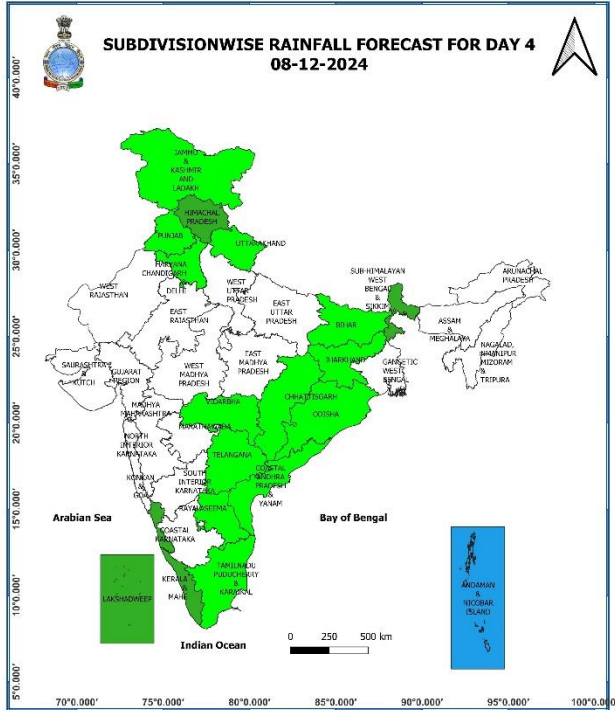 SUBDIVISIONWISE RAINFALL FORECAST FOR DAY 4
08-12-2024
40°0.000'
35°0.000'
30°0.000'
25°0.000'
20°0.000'
15°0.000'
10°0.000'
5°0.000'
JAMMU
&
KASHMIR
AND
LADAKH
HIMACHAL
PRADESH
PUNJAB
UTTARAKHAND
HARYANA
CHANDIGARH
DELHI
WEST
RAJASTHAN
WEST
UTTAR
PRADESH
EAST
UTTAR
PRADESH
EAST
RAJASTHAN
SUB-HIMALAYAN
WEST
BENGAL
&
SIKKIM
ARUNACHAL
PRADESH
ASSAM
&
MEGHALAYA
NAGALAD,
MANIPUR
MIZORAM
&
TRIPURA
BIHAR
JHARKHAND
GANGETIC
WEST
BENGAL
SAURASHTRA
&
KUTCH
GUJARAT
REGION
WEST
MADHYA
PRADESH
EAST
MADHYA
PRADESH
CHHATTISGARH
ODISHA
VIDARBHA
MADHYA
MAHARASHTRA
MARATHWADA
NORTH
INTERIOR
KARNATAKA
TELANGANA
COASTAL
ANDHRA
PRADESH
&
YANAM
KONKAN
&
GOA
SOUTH
INTERIOR
KARNATAKA
RAYALASEEMA
COASTAL
KARNATAKA
TAMILNADU
PUDUCHERRY
&
KARAIKAL
KERALA
&
MAHE
LAKSHADWEEP
ANDAMAN
&
NICOBAR
ISLAND
Arabian Sea
Bay of Bengal
Indian Ocean
0 250 500 km
70°0.000' 75°0.000' 80°0.000' 85°0.000' 90°0.000' 95°0.000' 100°0.000'